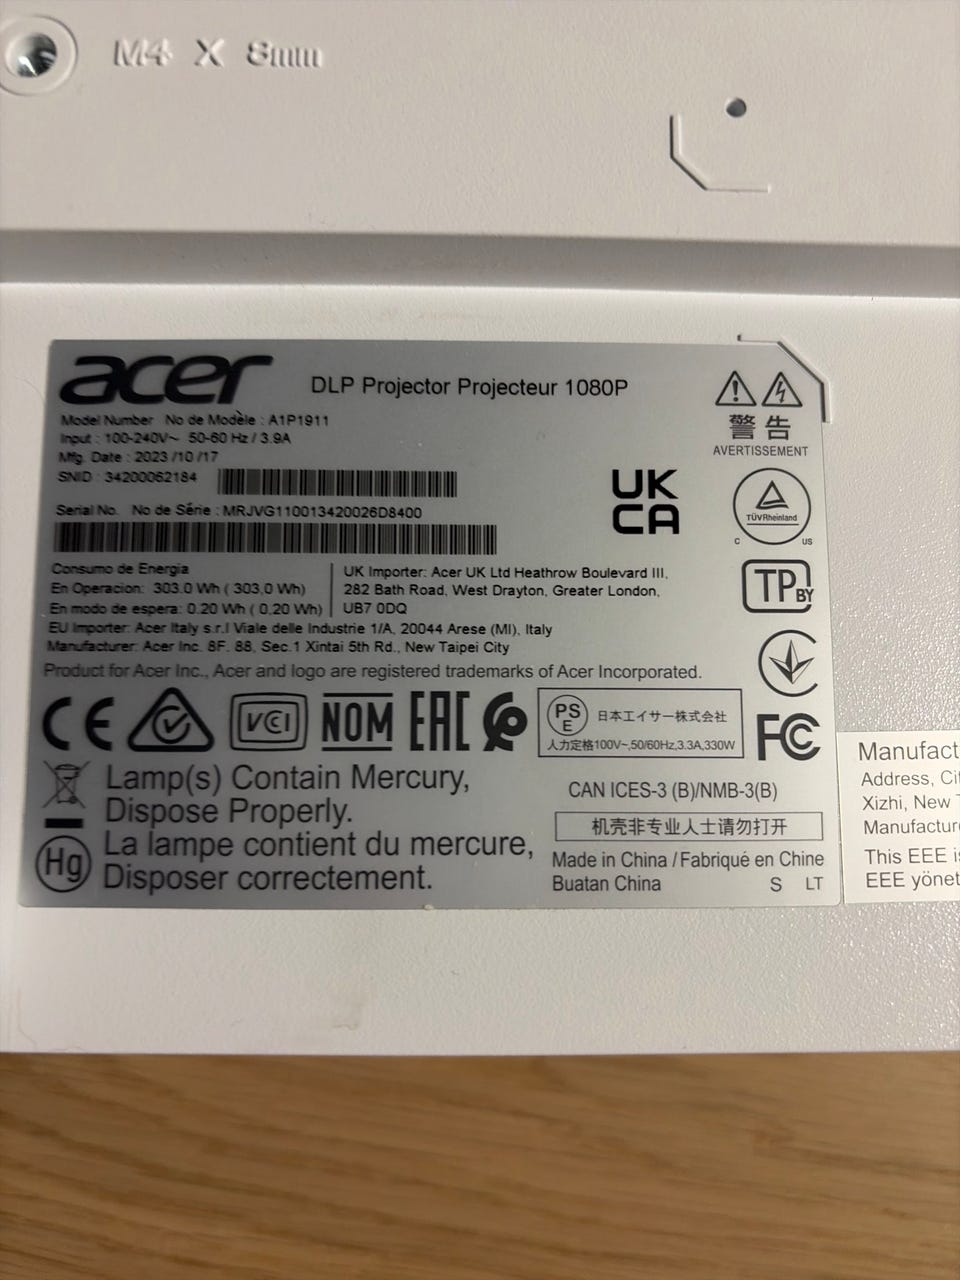 M4 X 8mm
acer
DLP Projector Projecteur 1080P
Model Number No de Modèle : A1P1911
Input : 100-240V~ 50-60 Hz / 3.9A
Mfg. Date : 2023 /10 /17
SNID : 34200062184
Serial No. No de Série : MRJVG110013420026D8400
警告
AVERTISSEMENT
UK
CA
TÜVRheinland
C US
TP BY
Consumo de Energia
En Operacion: 303.0 Wh ( 303.0 Wh)
En modo de espera: 0.20 Wh ( 0.20 Wh)
UK Importer: Acer UK Ltd Heathrow Boulevard III,
282 Bath Road, West Drayton, Greater London,
UB7 0DQ
EU Importer: Acer Italy s.r.l Viale delle Industrie 1/A, 20044 Arese (MI), Italy
Manufacturer: Acer Inc. 8F. 88, Sec.1 Xintai 5th Rd., New Taipei City
Product for Acer Inc., Acer and logo are registered trademarks of Acer Incorporated.
CE
VCCI
NOM
EAC
PS
E
日本エイサー株式会社
入力定格100V~,50/60Hz,3.3A,330W
FC
Lamp(s) Contain Mercury,
Dispose Properly.
Hg
La lampe contient du mercure,
Disposer correctement.
CAN ICES-3 (B)/NMB-3(B)
机壳非专业人士请勿打开
Made in China / Fabriqué en Chine
Buatan China S LT
Manufact
Address, Cit
Xizhi, New T
Manufacture
This EEE is
EEE yönet